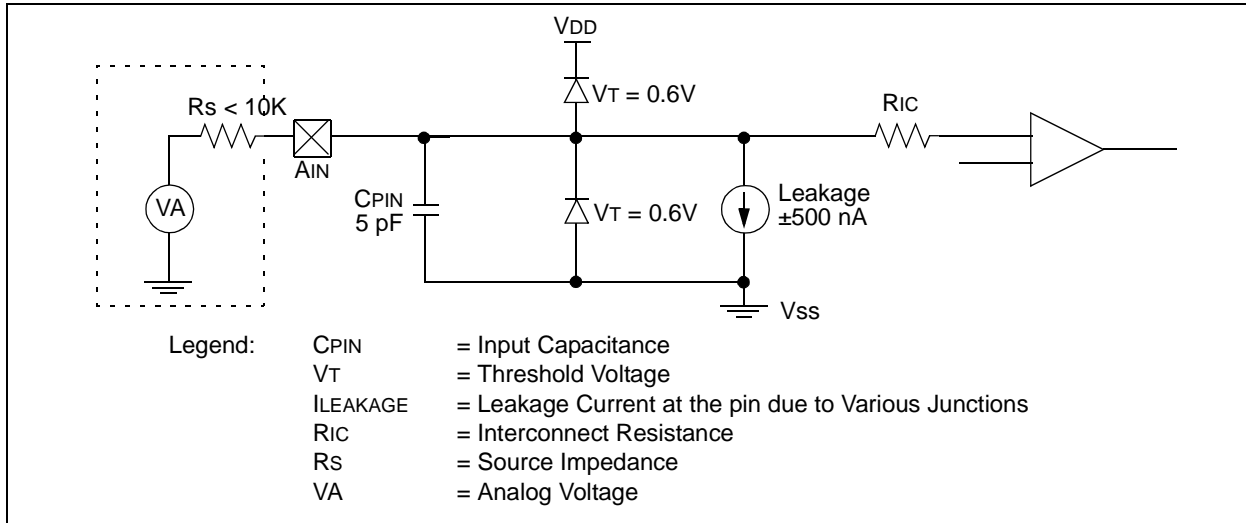 VDD
VT = 0.6V
RS < 10K
RIC
AIN
VA
CPIN
5 pF
VT = 0.6V
Leakage
±500 nA
VSS
Legend: CPIN = Input Capacitance
VT = Threshold Voltage
ILEAKAGE = Leakage Current at the pin due to Various Junctions
RIC = Interconnect Resistance
RS = Source Impedance
VA = Analog Voltage